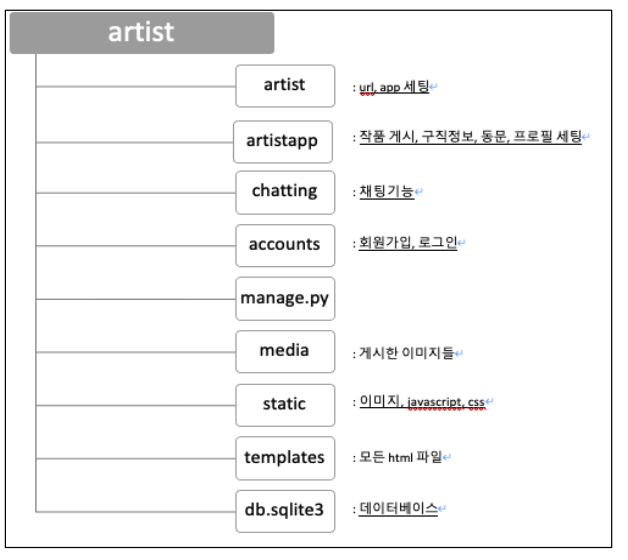 artist
artist : url, app 세팅↵
artistapp : 작품 게시, 구직정보, 동문, 프로필 세팅↵
chatting : 채팅기능↵
accounts : 회원가입, 로그인↵
manage.py
media : 게시한 이미지들↵
static : 이미지, javascript, css↵
templates : 모든 html 파일↵
db.sqlite3 : 데이터베이스↵